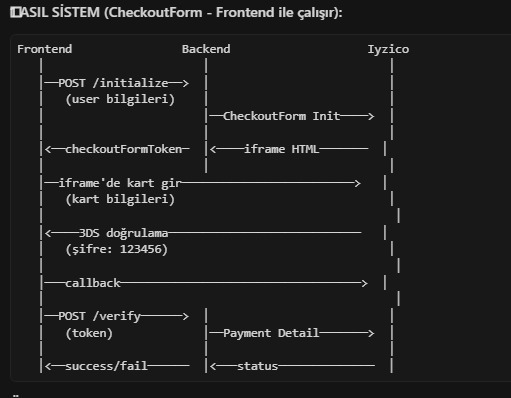 ASIL SİSTEM (CheckoutForm - Frontend ile çalışır):
Frontend Backend Iyzico
POST /initialize
(user bilgileri)
CheckoutForm Init
checkoutFormToken iframe HTML
iframe'de kart gir
(kart bilgileri)
3DS doğrulama
(şifre: 123456)
callback
POST /verify
(token) Payment Detail
success/fail status